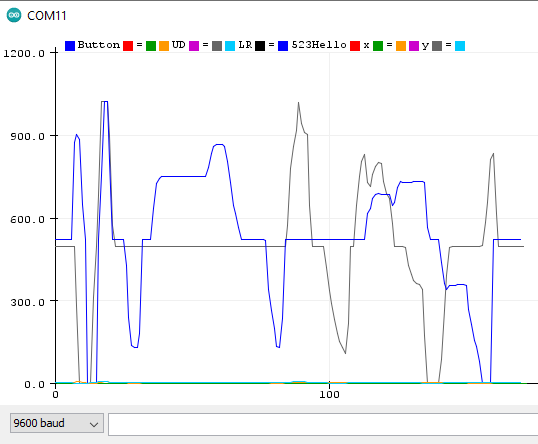 COM11
Button = UD = LR = 523Hello x = y =
1200.0
900.0
600.0
300.0
0.0
0 100
9600 baud